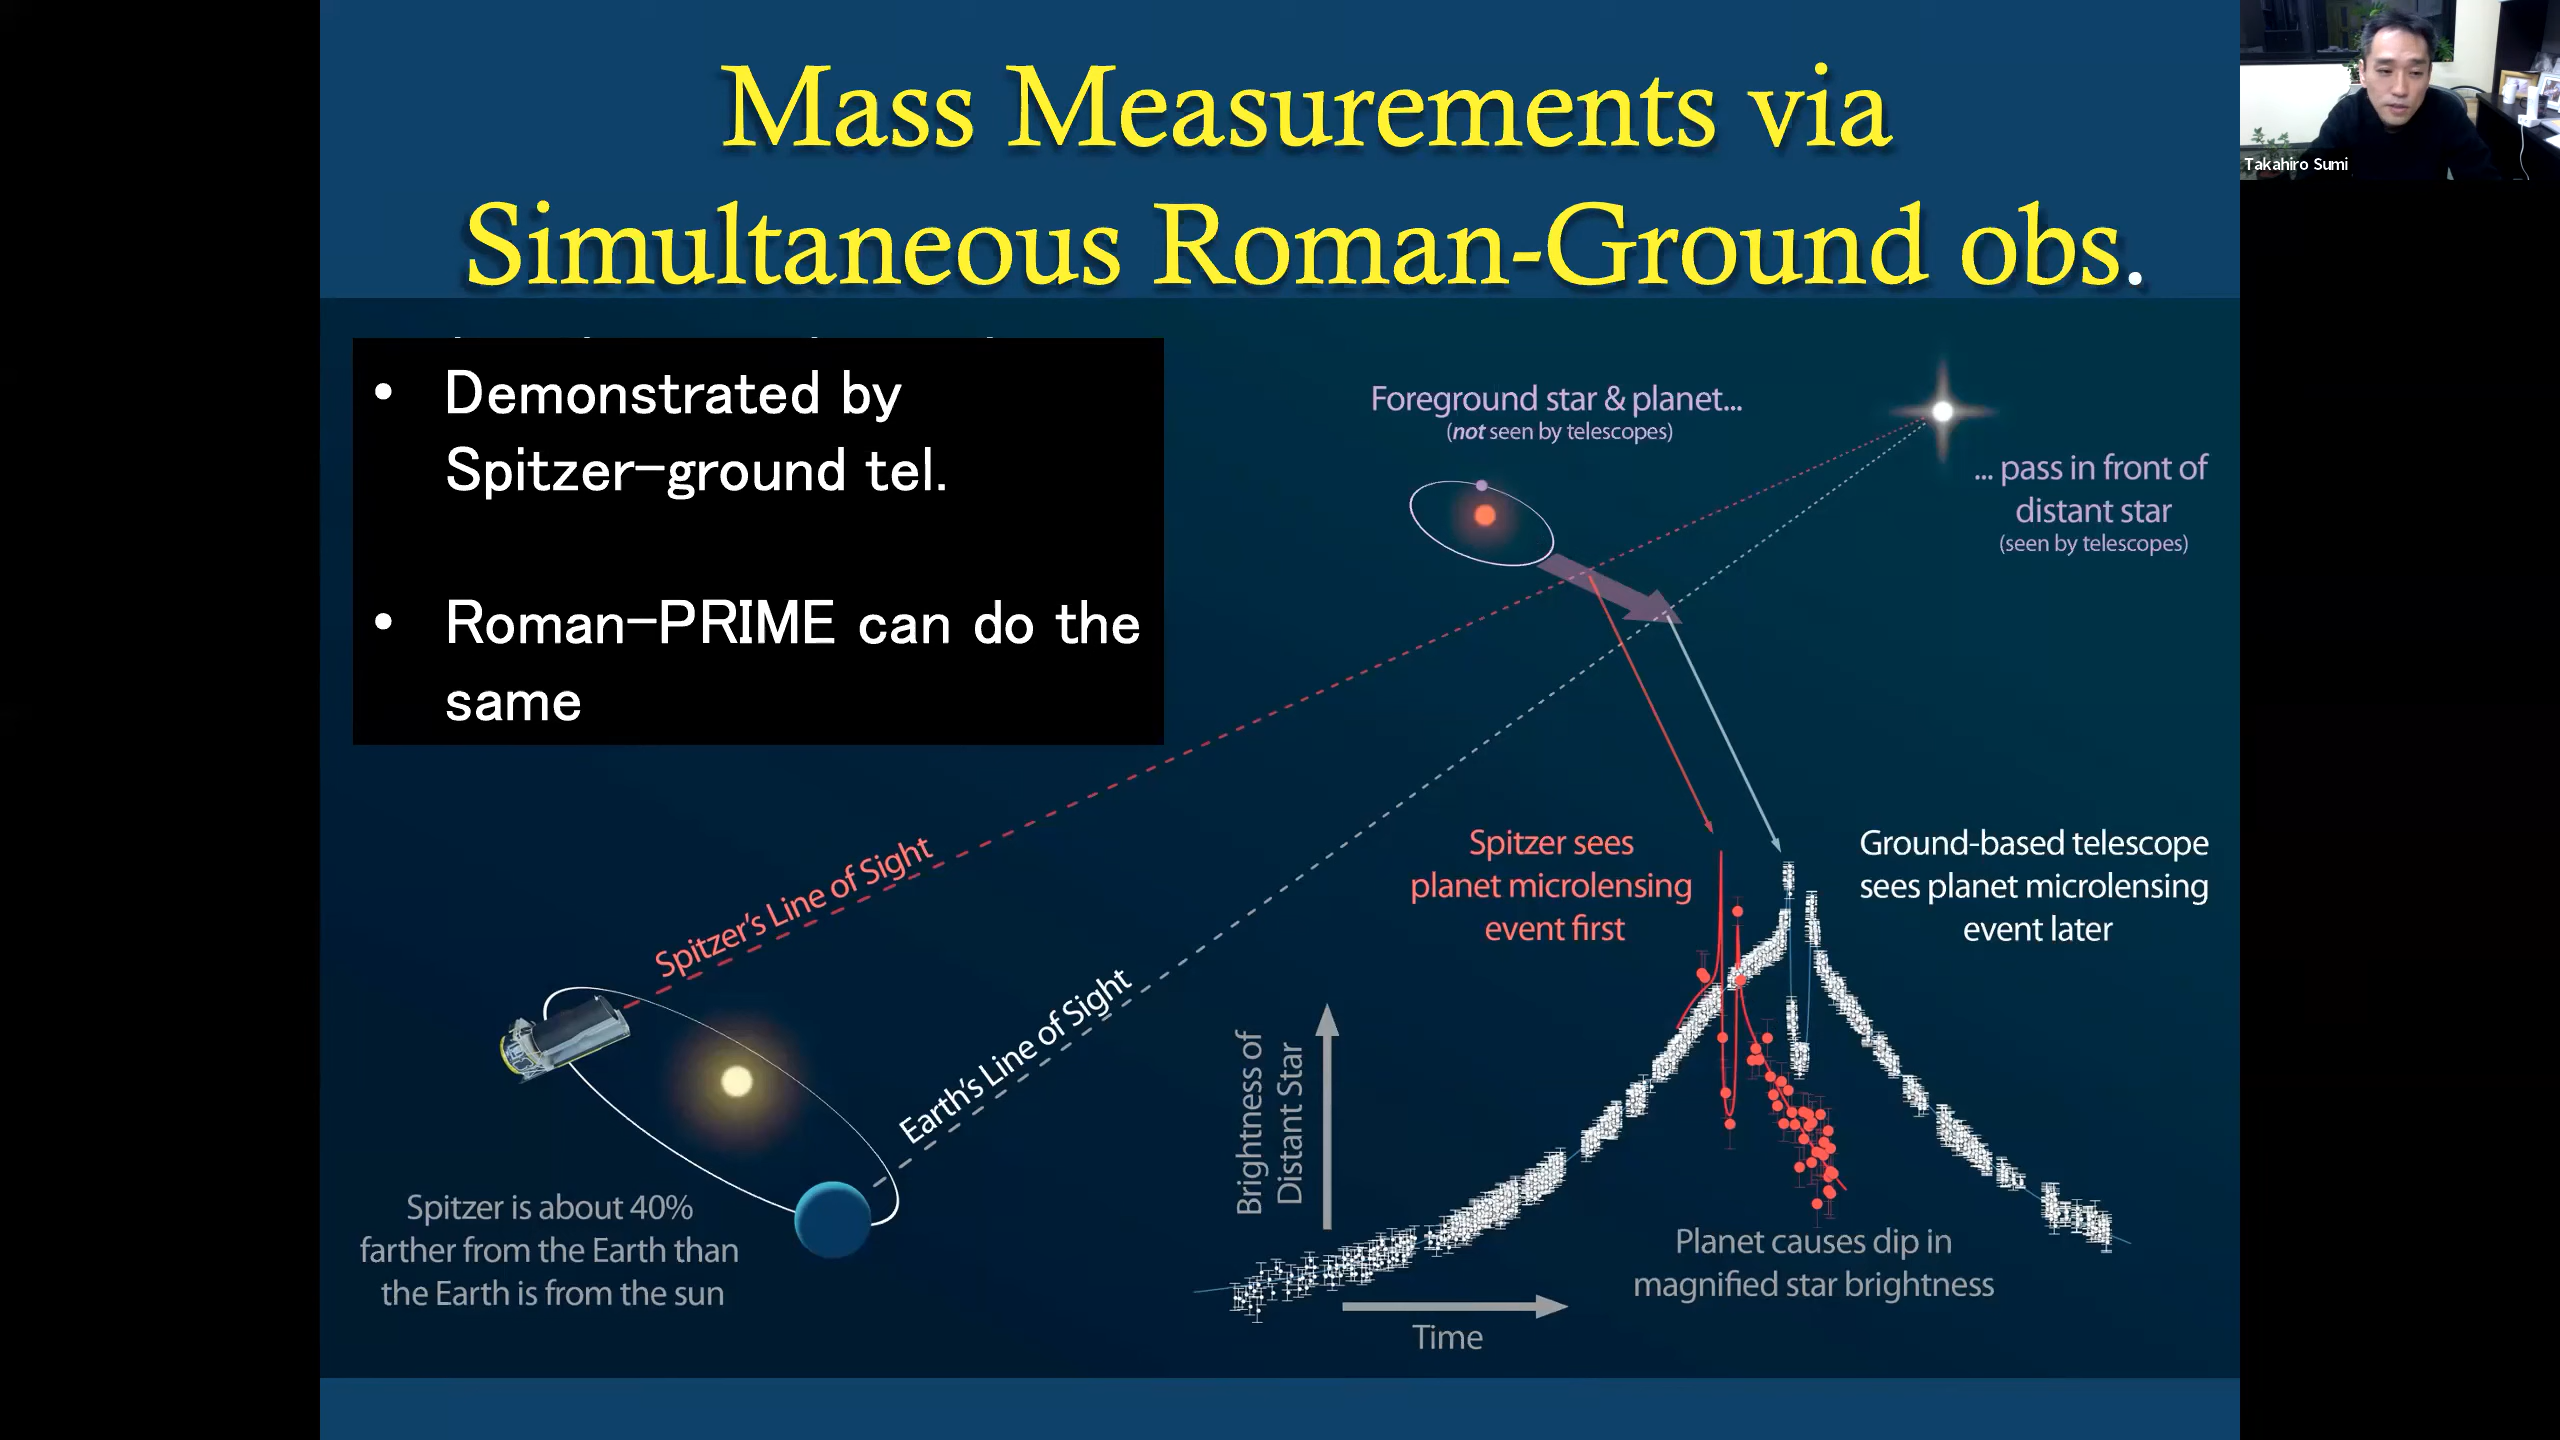 Mass Measurements via
Simultaneous Roman-Ground obs.
Takahiro Sumi
• Demonstrated by
Spitzer-ground tel.
• Roman-PRIME can do the
same
Foreground star & planet...
(not seen by telescopes)
... pass in front of
distant star
(seen by telescopes)
Spitzer's Line of Sight
Earth's Line of Sight
Spitzer sees
planet microlensing
event first
Ground-based telescope
sees planet microlensing
event later
Spitzer is about 40%
farther from the Earth than
the Earth is from the sun
Brightness of
Distant Star
Time
Planet causes dip in
magnified star brightness